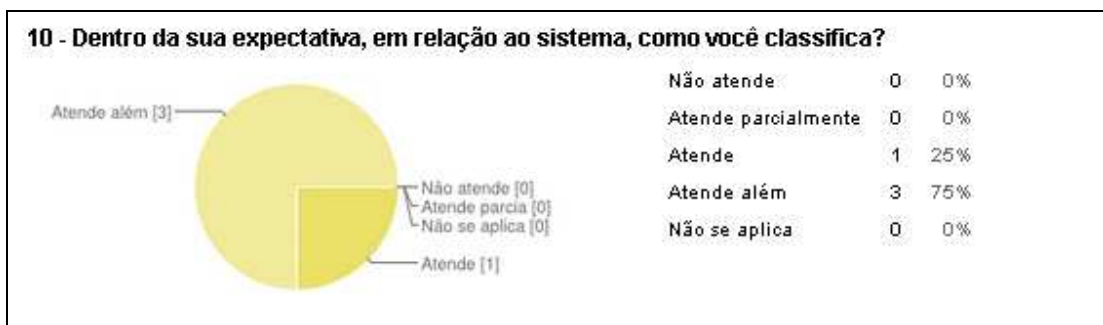 10 - Dentro da sua expectativa, em relação ao sistema, como você classifica?
Atende além [3]
Não atende [0]
Atende parcia [0]
Não se aplica [0]
Atende [1]
Não atende 0 0%
Atende parcialmente 0 0%
Atende 1 25%
Atende além 3 75%
Não se aplica 0 0%